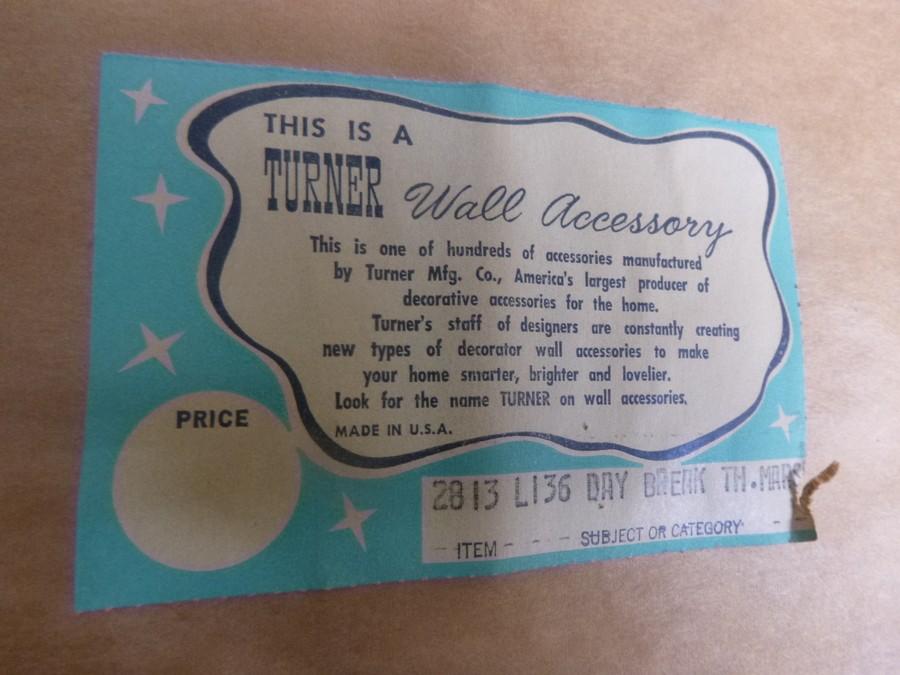 THIS IS A
TURNER Wall Accessory
This is one of hundreds of accessories manufactured
by Turner Mfg. Co., America's largest producer of
decorative accessories for the home.
Turner's staff of designers are constantly creating
new types of decorator wall accessories to make
your home smarter, brighter and lovelier.
Look for the name TURNER on wall accessories.
MADE IN U.S.A.
PRICE
2813 L136 DAY BREAK TH.MARS
ITEM SUBJECT OR CATEGORY